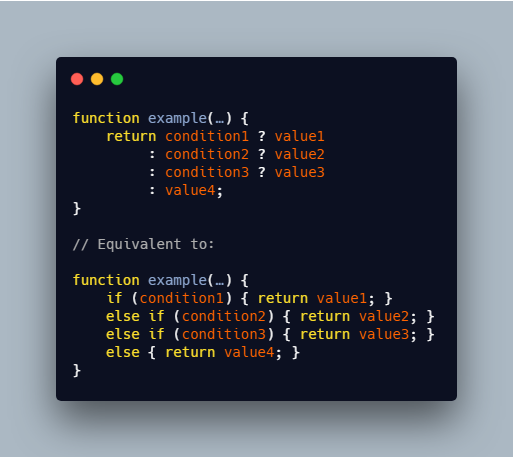 function example(…) {
    return condition1 ? value1
         : condition2 ? value2
         : condition3 ? value3
         : value4;
}
// Equivalent to:
function example(…) {
    if (condition1) { return value1; }
    else if (condition2) { return value2; }
    else if (condition3) { return value3; }
    else { return value4; }
}